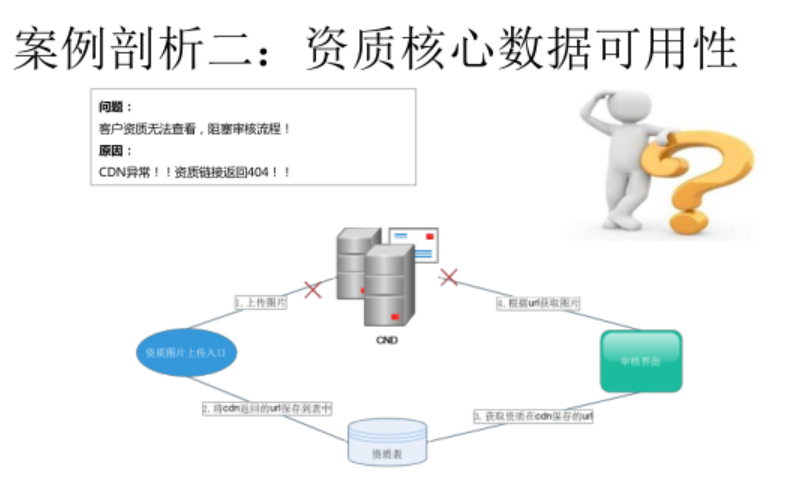 案例剖析二：资质核心数据可用性
问题：
客户资质无法查看，阻塞审核流程！
原因：
CDN异常！！资质链接返回404！！
1. 上传图片
4. 根据url获取图片
CND
资质图片上传入口
审核界面
2. 将cdn返回的url保存到表中
3. 获取资质在cdn保存的url
资质表